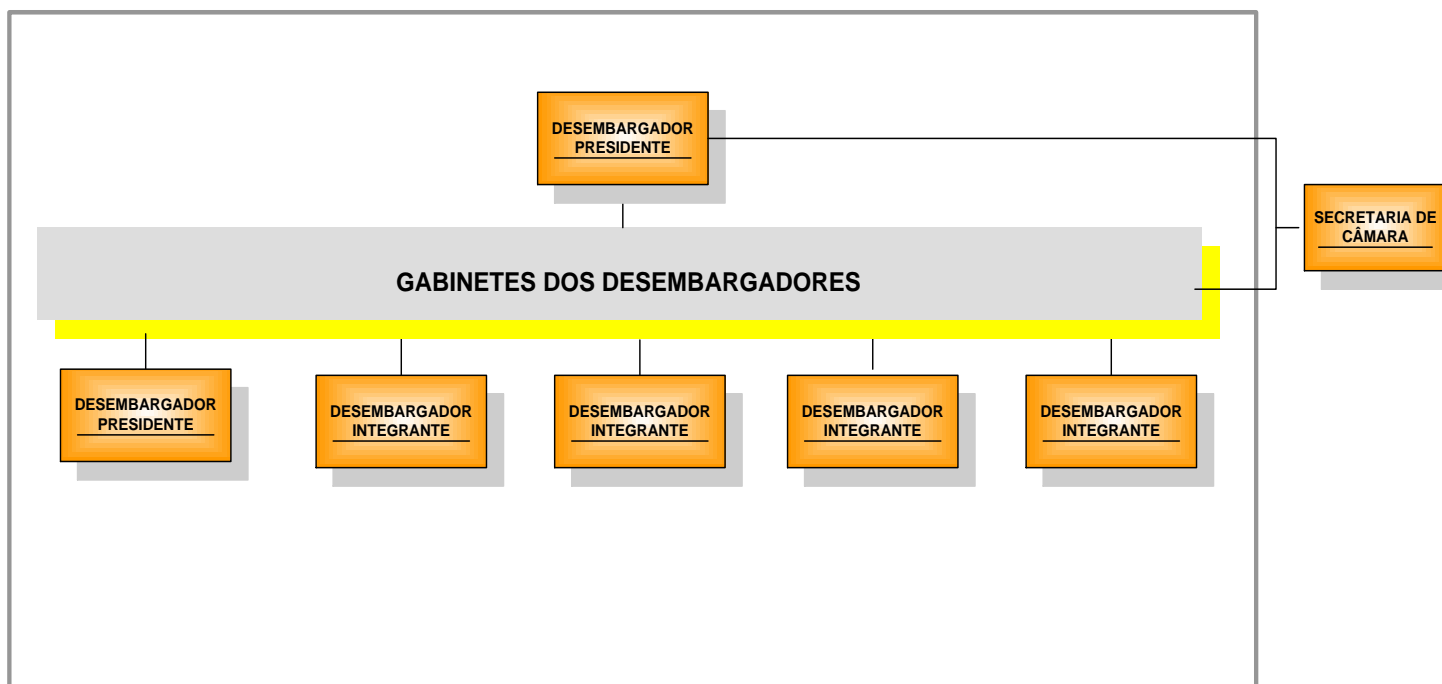 DESEMBARGADOR
PRESIDENTE
SECRETARIA DE
CÂMARA
GABINETES DOS DESEMBARGADORES
DESEMBARGADOR
PRESIDENTE
DESEMBARGADOR
INTEGRANTE
DESEMBARGADOR
INTEGRANTE
DESEMBARGADOR
INTEGRANTE
DESEMBARGADOR
INTEGRANTE